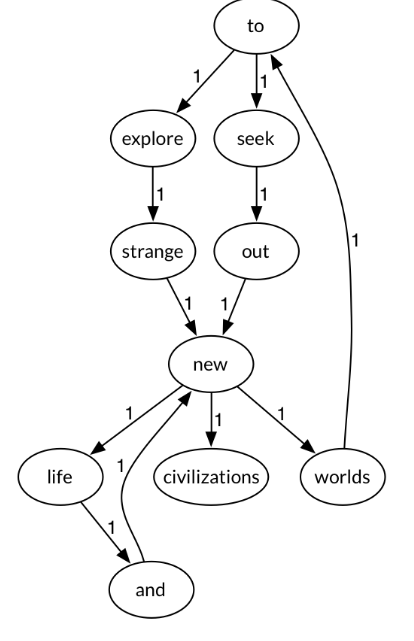 to
1 1
explore seek
1 1 1
strange out
1 1
new
1 1 1
1
life civilizations worlds
1
and